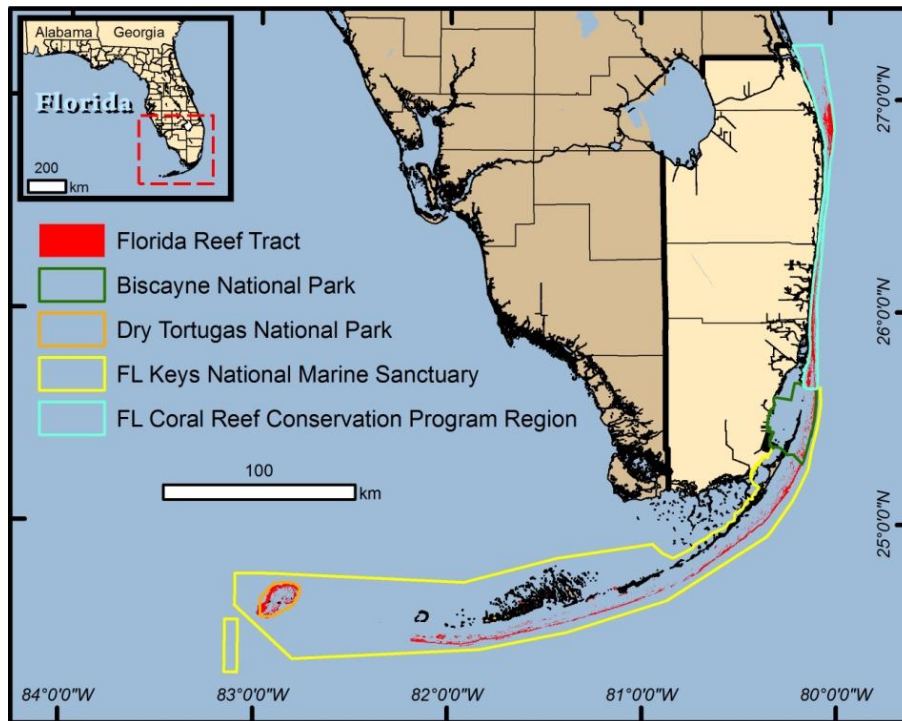 Alabama Georgia
Florida
200
km
Florida Reef Tract
Biscayne National Park
Dry Tortugas National Park
FL Keys National Marine Sanctuary
FL Coral Reef Conservation Program Region
100
km
27°0'0"N
26°0'0"N
25°0'0"N
84°0'0"W 83°0'0"W 82°0'0"W 81°0'0"W 80°0'0"W